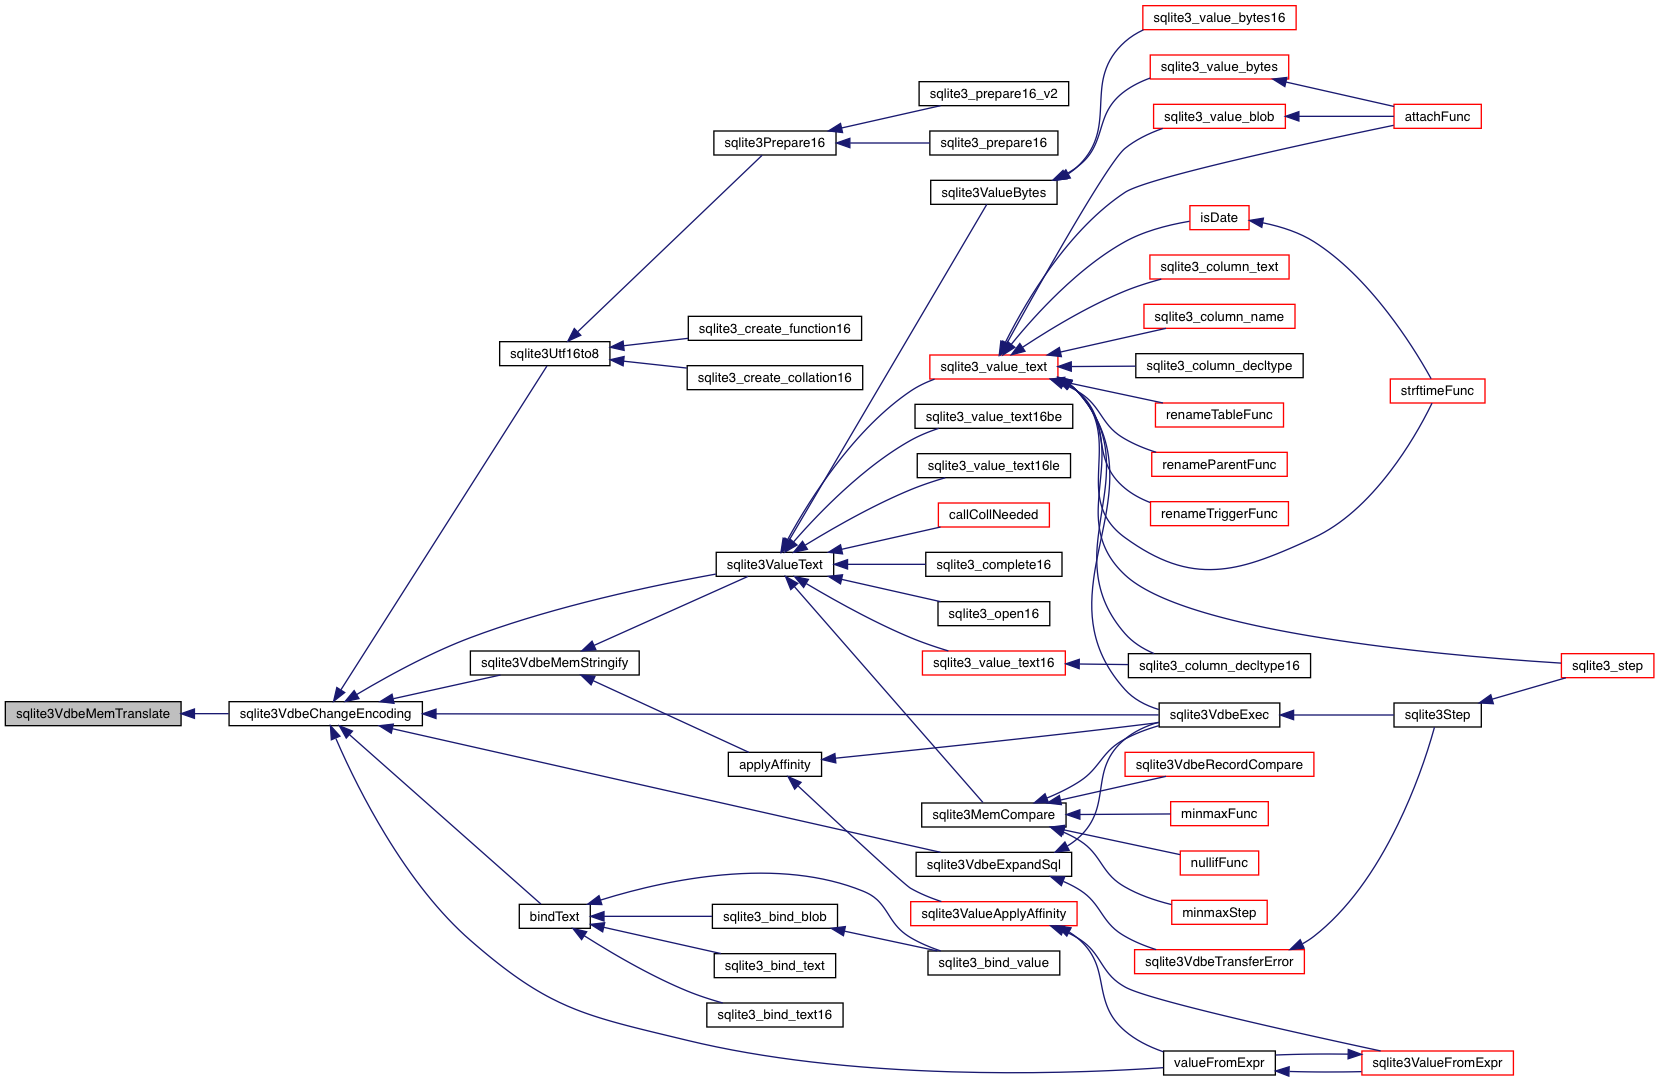 sqlite3_value_bytes16
sqlite3_value_bytes
sqlite3_prepare16_v2
sqlite3_value_blob
attachFunc
sqlite3Prepare16
sqlite3_prepare16
sqlite3ValueBytes
isDate
sqlite3_column_text
sqlite3_column_name
sqlite3_create_function16
sqlite3Utf16to8
sqlite3_value_text
sqlite3_column_decltype
sqlite3_create_collation16
strftimeFunc
sqlite3_value_text16be
renameTableFunc
sqlite3_value_text16le
renameParentFunc
callCollNeeded
renameTriggerFunc
sqlite3ValueText
sqlite3_complete16
sqlite3_open16
sqlite3VdbeMemStringify
sqlite3_value_text16
sqlite3_column_decltype16
sqlite3_step
sqlite3VdbeMemTranslate
sqlite3VdbeChangeEncoding
sqlite3VdbeExec
sqlite3Step
applyAffinity
sqlite3VdbeRecordCompare
sqlite3MemCompare
minmaxFunc
sqlite3VdbeExpandSql
nullifFunc
bindText
sqlite3_bind_blob
sqlite3ValueApplyAffinity
minmaxStep
sqlite3_bind_text
sqlite3_bind_value
sqlite3VdbeTransferError
sqlite3_bind_text16
valueFromExpr
sqlite3ValueFromExpr